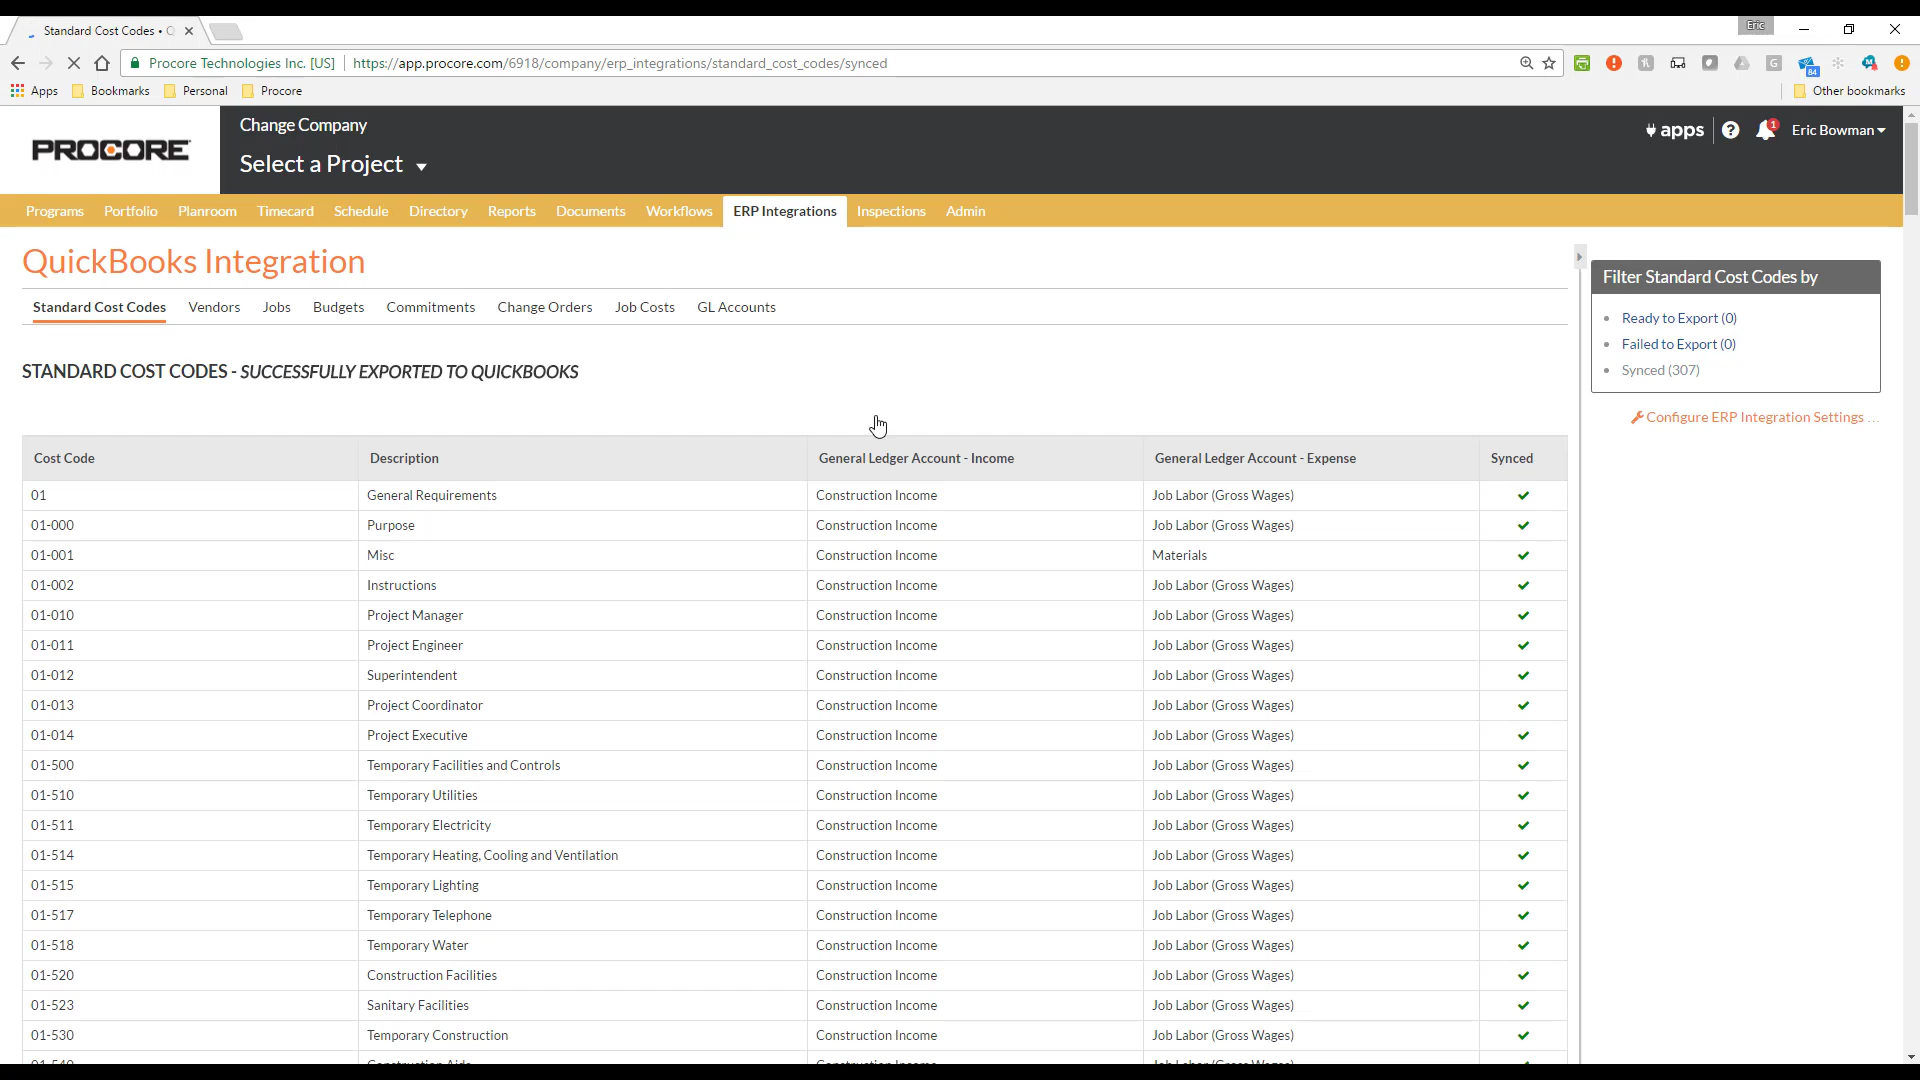 Standard Cost Codes •
Eric
Procore Technologies Inc. [US] https://app.procore.com/6918/company/erp_integrations/standard_cost_codes/synced
84
Apps Bookmarks Personal Procore Other bookmarks
PROCORE
Change Company
Select a Project
apps 1 Eric Bowman
Programs Portfolio Planroom Timecard Schedule Directory Reports Documents Workflows ERP Integrations Inspections Admin
QuickBooks Integration
Standard Cost Codes Vendors Jobs Budgets Commitments Change Orders Job Costs GL Accounts
STANDARD COST CODES - SUCCESSFULLY EXPORTED TO QUICKBOOKS
Cost Code Description General Ledger Account - Income General Ledger Account - Expense Synced
01 General Requirements Construction Income Job Labor (Gross Wages)
01-000 Purpose Construction Income Job Labor (Gross Wages)
01-001 Misc Construction Income Materials
01-002 Instructions Construction Income Job Labor (Gross Wages)
01-010 Project Manager Construction Income Job Labor (Gross Wages)
01-011 Project Engineer Construction Income Job Labor (Gross Wages)
01-012 Superintendent Construction Income Job Labor (Gross Wages)
01-013 Project Coordinator Construction Income Job Labor (Gross Wages)
01-014 Project Executive Construction Income Job Labor (Gross Wages)
01-500 Temporary Facilities and Controls Construction Income Job Labor (Gross Wages)
01-510 Temporary Utilities Construction Income Job Labor (Gross Wages)
01-511 Temporary Electricity Construction Income Job Labor (Gross Wages)
01-514 Temporary Heating, Cooling and Ventilation Construction Income Job Labor (Gross Wages)
01-515 Temporary Lighting Construction Income Job Labor (Gross Wages)
01-517 Temporary Telephone Construction Income Job Labor (Gross Wages)
01-518 Temporary Water Construction Income Job Labor (Gross Wages)
01-520 Construction Facilities Construction Income Job Labor (Gross Wages)
01-523 Sanitary Facilities Construction Income Job Labor (Gross Wages)
01-530 Temporary Construction Construction Income Job Labor (Gross Wages)
Filter Standard Cost Codes by
Ready to Export (0)
Failed to Export (0)
Synced (307)
Configure ERP Integration Settings ...